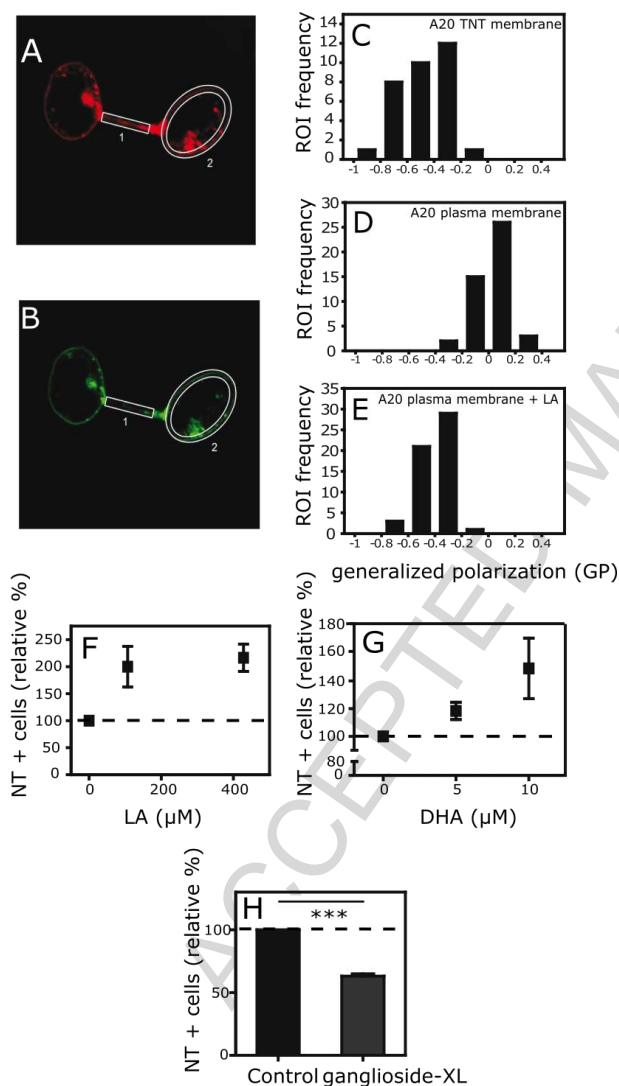 A
1
2
B
1
2
C
A20 TNT membrane
ROI frequency
14
12
10
8
6
4
2
0
-1 -0.8 -0.6 -0.4 -0.2 0 0.2 0.4
D
A20 plasma membrane
ROI frequency
30
25
20
15
10
5
0
-1 -0.8 -0.6 -0.4 -0.2 0 0.2 0.4
E
A20 plasma membrane + LA
ROI frequency
35
30
25
20
15
10
5
0
-1 -0.8 -0.6 -0.4 -0.2 0 0.2 0.4
generalized polarization (GP)
F
NT + cells (relative %)
250
200
150
100
50
0
0 200 400
LA (μM)
G
NT + cells (relative %)
180
160
140
120
100
80
0
0 5 10
DHA (μM)
H
***
NT + cells (relative %)
100
50
0
Control ganglioside-XL
ACCEPTED MA